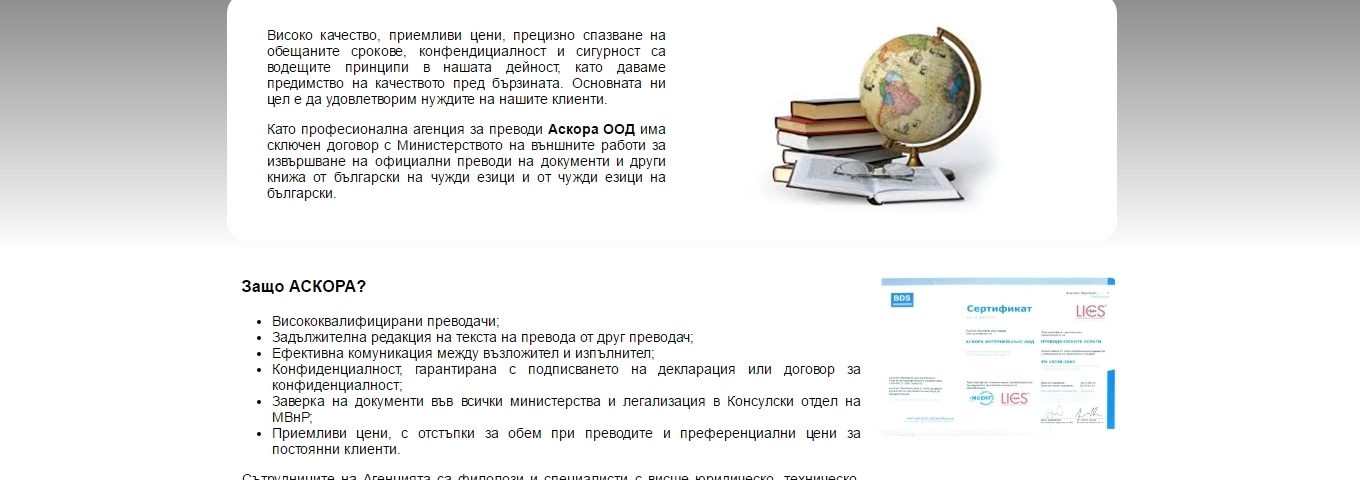 Високо качество, приемливи цени, прецизно спазване на
обещаните срокове, конфендициалност и сигурност са
водещите принципи в нашата дейност, като даваме
предимство на качеството пред бързината. Основната ни
цел е да удовлетворим нуждите на нашите клиенти.
Като професионална агенция за преводи Аскора ООД има
сключен договор с Министерството на външните работи за
извършване на официални преводи на документи и други
книжа от български на чужди езици и от чужди езици на
български.
Защо АСКОРА?
Висококвалифицирани преводачи;
Задължителна редакция на текста на превода от друг преводач;
Ефективна комуникация между възложител и изпълнител;
Конфиденциалност, гарантирана с подписването на декларация или договор за
конфиденциалност;
Заверка на документи във всички министерства и легализация в Консулски отдел на
МВнР;
Приемливи цени, с отстъпки за обем при преводите и преференциални цени за
постоянни клиенти.
Сътрудниците на Агенцията са филолози и специалисти с висше юридическо, техническо,
BDS
Сертификат
LICS
АСКОРА ИНТЕРНЕЙШЪНС ООД
ПРЕВОДАЧЕСКИ УСЛУГИ
EN 15038:2006
LICS